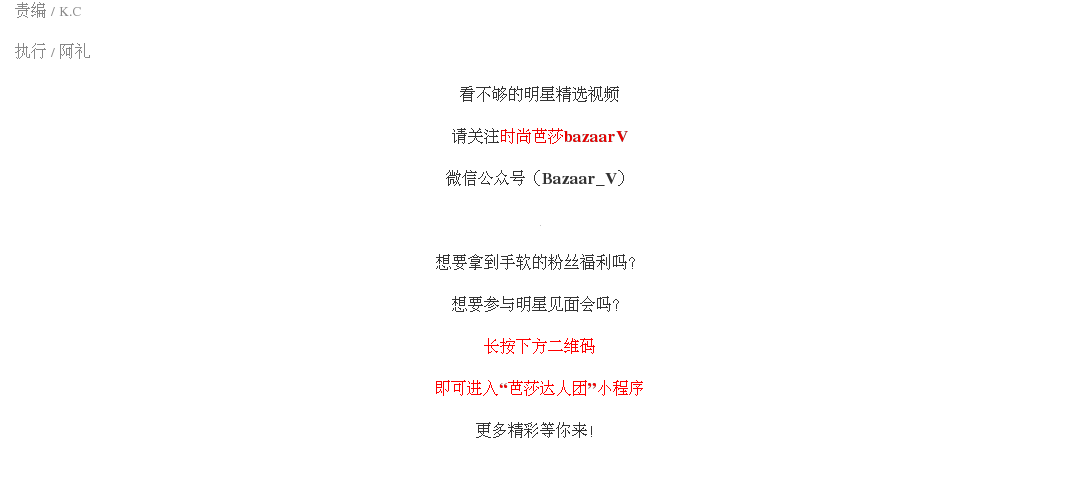 责编 / K.C
执行 / 阿礼
看不够的明星精选视频
请关注时尚芭莎bazaarV
微信公众号（Bazaar_V）
.
想要拿到手软的粉丝福利吗?
想要参与明星见面会吗?
长按下方二维码
即可进入“芭莎达人团”小程序
更多精彩等你来!